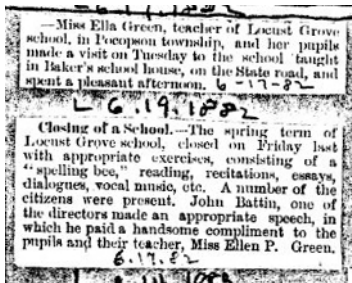 —Miss Ella Green, teacher of Locust Grove
school, in Pocopson township, and her pupils
made a visit on Tuesday to the school taught
in Baker's school house, on the State road, and
spent a pleasant afternoon. 6-17-82
L 6.19.1882
Closing of a School.—The spring term of
Locust Grove school, closed on Friday last
with appropriate exercises, consisting of a
"spelling bee," reading, recitations, essays,
dialogues, vocal music, etc. A number of the
citizens were present. John Battin, one of
the directors made an appropriate speech, in
which he paid a handsome compliment to the
pupils and their teacher, Miss Ellen P. Green.
6.17.82